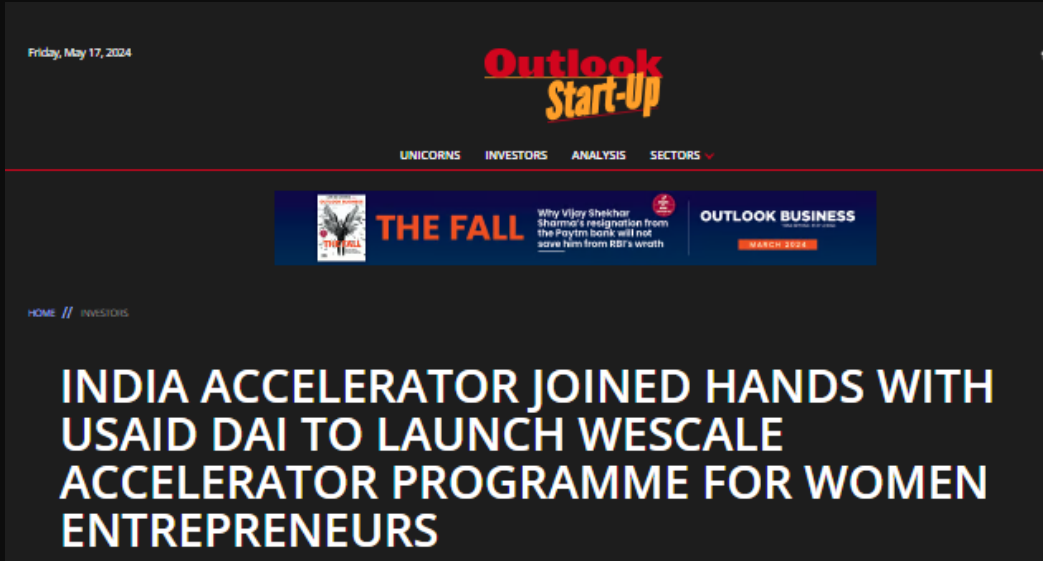 Friday, May 17, 2024
Outlook
Start-Up
UNICORNS INVESTORS ANALYSIS SECTORS
THE FALL
THE FALL
Why Vijay Shekhar
Sharma's resignation from
the Paytm bank will not
save him from RBI's wrath
OUTLOOK BUSINESS
MARCH 2024
HOME // INVESTORS
INDIA ACCELERATOR JOINED HANDS WITH
USAID DAI TO LAUNCH WESCALE
ACCELERATOR PROGRAMME FOR WOMEN
ENTREPRENEURS